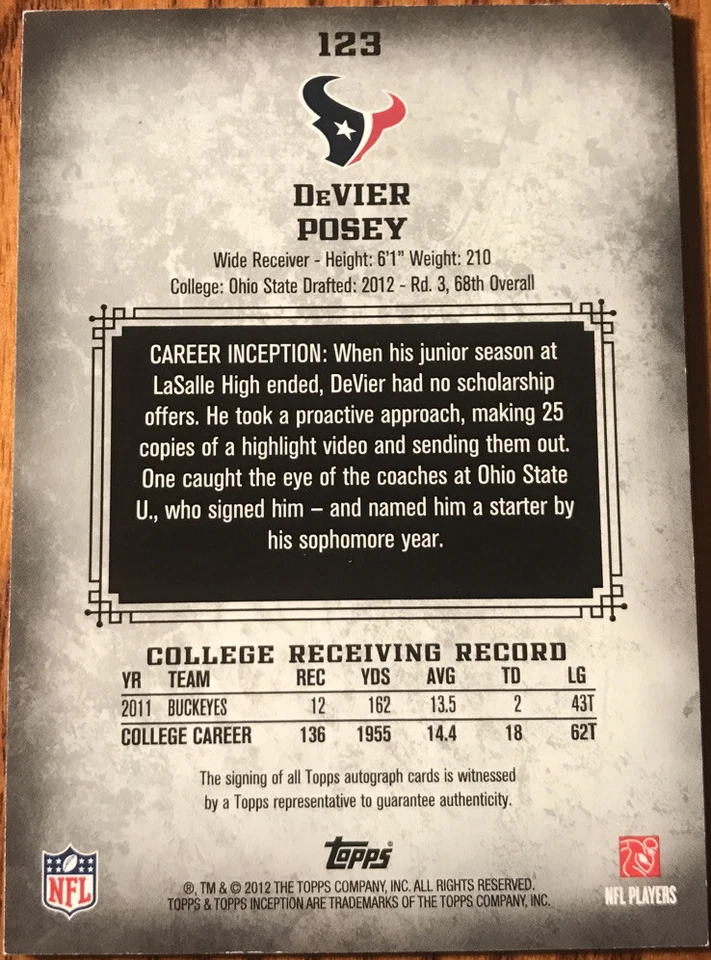 123
DeVIER
POSEY
Wide Receiver - Height: 6'1" Weight: 210
College: Ohio State Drafted: 2012 - Rd. 3, 68th Overall
CAREER INCEPTION: When his junior season at
LaSalle High ended, DeVier had no scholarship
offers. He took a proactive approach, making 25
copies of a highlight video and sending them out.
One caught the eye of the coaches at Ohio State
U., who signed him – and named him a starter by
his sophomore year.
COLLEGE RECEIVING RECORD
YR TEAM REC YDS AVG TD LG
2011 BUCKEYES 12 162 13.5 2 43T
COLLEGE CAREER 136 1955 14.4 18 62T
The signing of all Topps autograph cards is witnessed
by a Topps representative to guarantee authenticity.
topps
®, TM & © 2012 THE TOPPS COMPANY, INC. ALL RIGHTS RESERVED.
TOPPS & TOPPS INCEPTION ARE TRADEMARKS OF THE TOPPS COMPANY, INC.
NFL
NFL PLAYERS